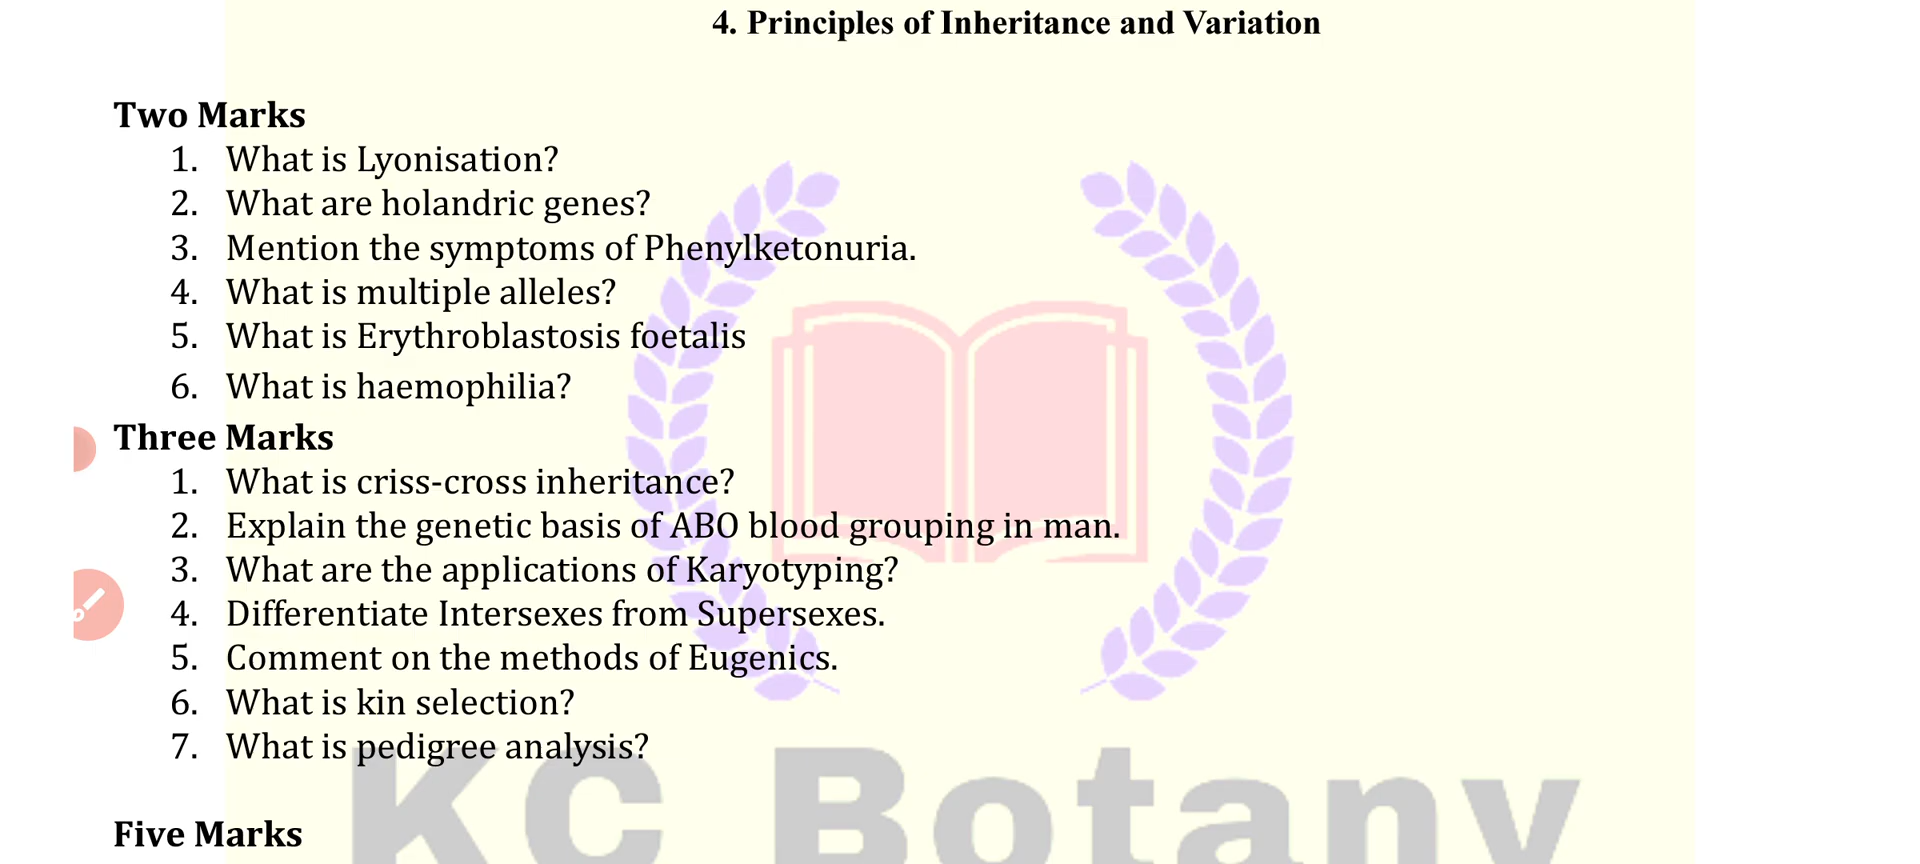 4. Principles of Inheritance and Variation
Two Marks
1. What is Lyonisation?
2. What are holandric genes?
3. Mention the symptoms of Phenylketonuria.
4. What is multiple alleles?
5. What is Erythroblastosis foetalis
6. What is haemophilia?
Three Marks
1. What is criss-cross inheritance?
2. Explain the genetic basis of ABO blood grouping in man.
3. What are the applications of Karyotyping?
4. Differentiate Intersexes from Supersexes.
5. Comment on the methods of Eugenics.
6. What is kin selection?
7. What is pedigree analysis?
KC Botany
Five Marks